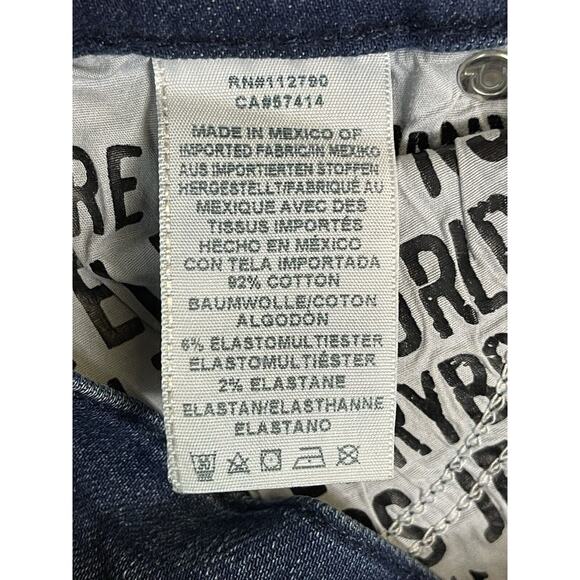 RN#112790
CA#57414
MADE IN MEXICO OF
IMPORTED FABRIC/IN MEXIKO
AUS IMPORTIERTEN STOFFEN
HERGESTELLT/FABRIQUÉ AU
MEXIQUE AVEC DES
TISSUS IMPORTÉS
HECHO EN MÉXICO
CON TELA IMPORTADA
92% COTTON
BAUMWOLLE/COTON
ALGODÓN
6% ELASTOMULTIESTER
ELASTOMULTIÉSTER
2% ELASTANE
ELASTAN/ELASTHANNE
ELASTANO
30